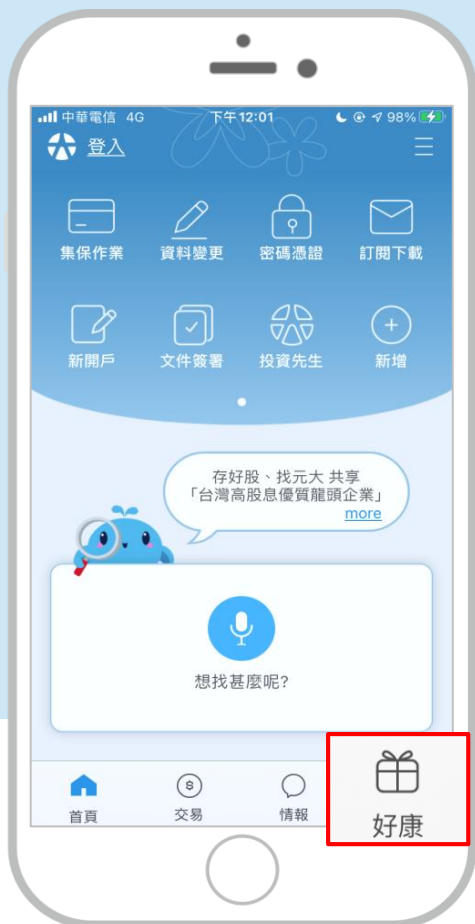 中華電信 4G 下午12:01 98%
登入
集保作業 資料變更 密碼憑證 訂閱下載
新開戶 文件簽署 投資先生 新增
存好股、找元大 共享
「台灣高股息優質龍頭企業」
more
想找甚麼呢?
首頁 交易 情報 好康